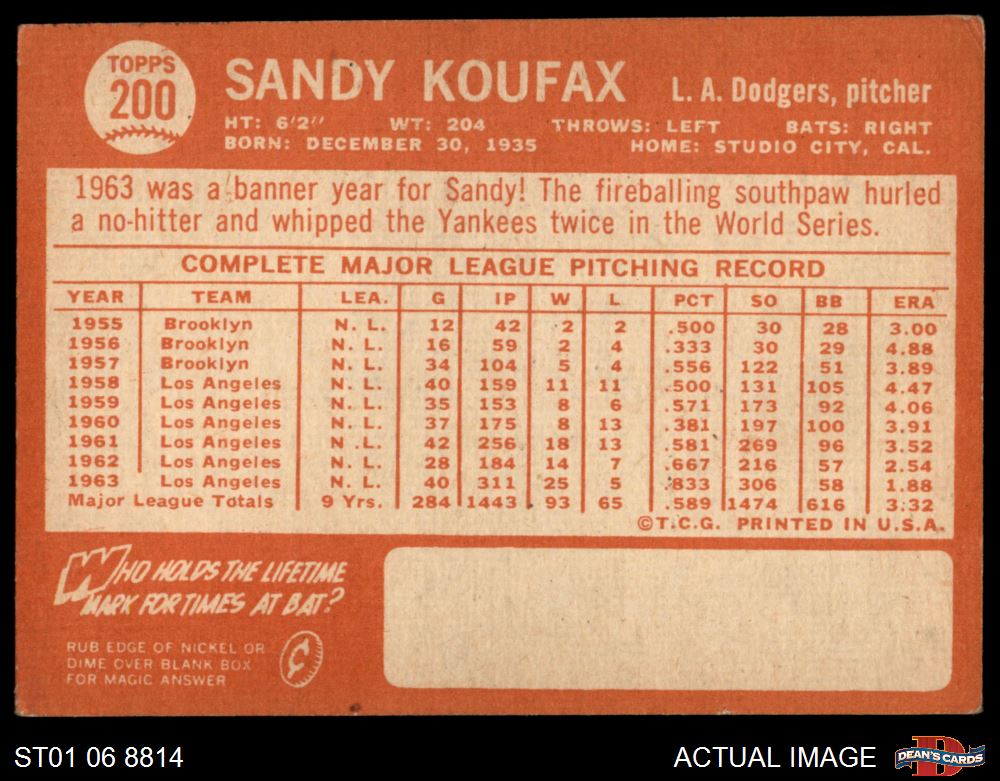 TOPPS
200
SANDY KOUFAX
L. A. Dodgers, pitcher
HT: 6'2" WT: 204 THROWS: LEFT BATS: RIGHT
BORN: DECEMBER 30, 1935 HOME: STUDIO CITY, CAL.
1963 was a banner year for Sandy! The fireballing southpaw hurled
a no-hitter and whipped the Yankees twice in the World Series.
COMPLETE MAJOR LEAGUE PITCHING RECORD
YEAR TEAM LEA. G IP W L PCT SO BB ERA
1955 Brooklyn N. L. 12 42 2 2 .500 30 28 3.00
1956 Brooklyn N. L. 16 59 2 4 .333 30 29 4.88
1957 Brooklyn N. L. 34 104 5 4 .556 122 51 3.89
1958 Los Angeles N. L. 40 159 11 11 .500 131 105 4.47
1959 Los Angeles N. L. 35 153 8 6 .571 173 92 4.06
1960 Los Angeles N. L. 37 175 8 13 .381 197 100 3.91
1961 Los Angeles N .L. 42 256 18 13 .581 269 96 3.52
1962 Los Angeles N. L. 28 184 14 7 .667 216 57 2.54
1963 Los Angeles N. L. 40 311 25 5 .833 306 58 1.88
Major League Totals 9 Yrs. 284 1443 93 65 .589 1474 616 3.32
©T.C.G. PRINTED IN U.S.A.
WHO HOLDS THE LIFETIME
MARK FOR TIMES AT BAT?
RUB EDGE OF NICKEL OR
DIME OVER BLANK BOX
FOR MAGIC ANSWER
¢
ST01 06 8814
ACTUAL IMAGE
D
DEAN'S CARDS